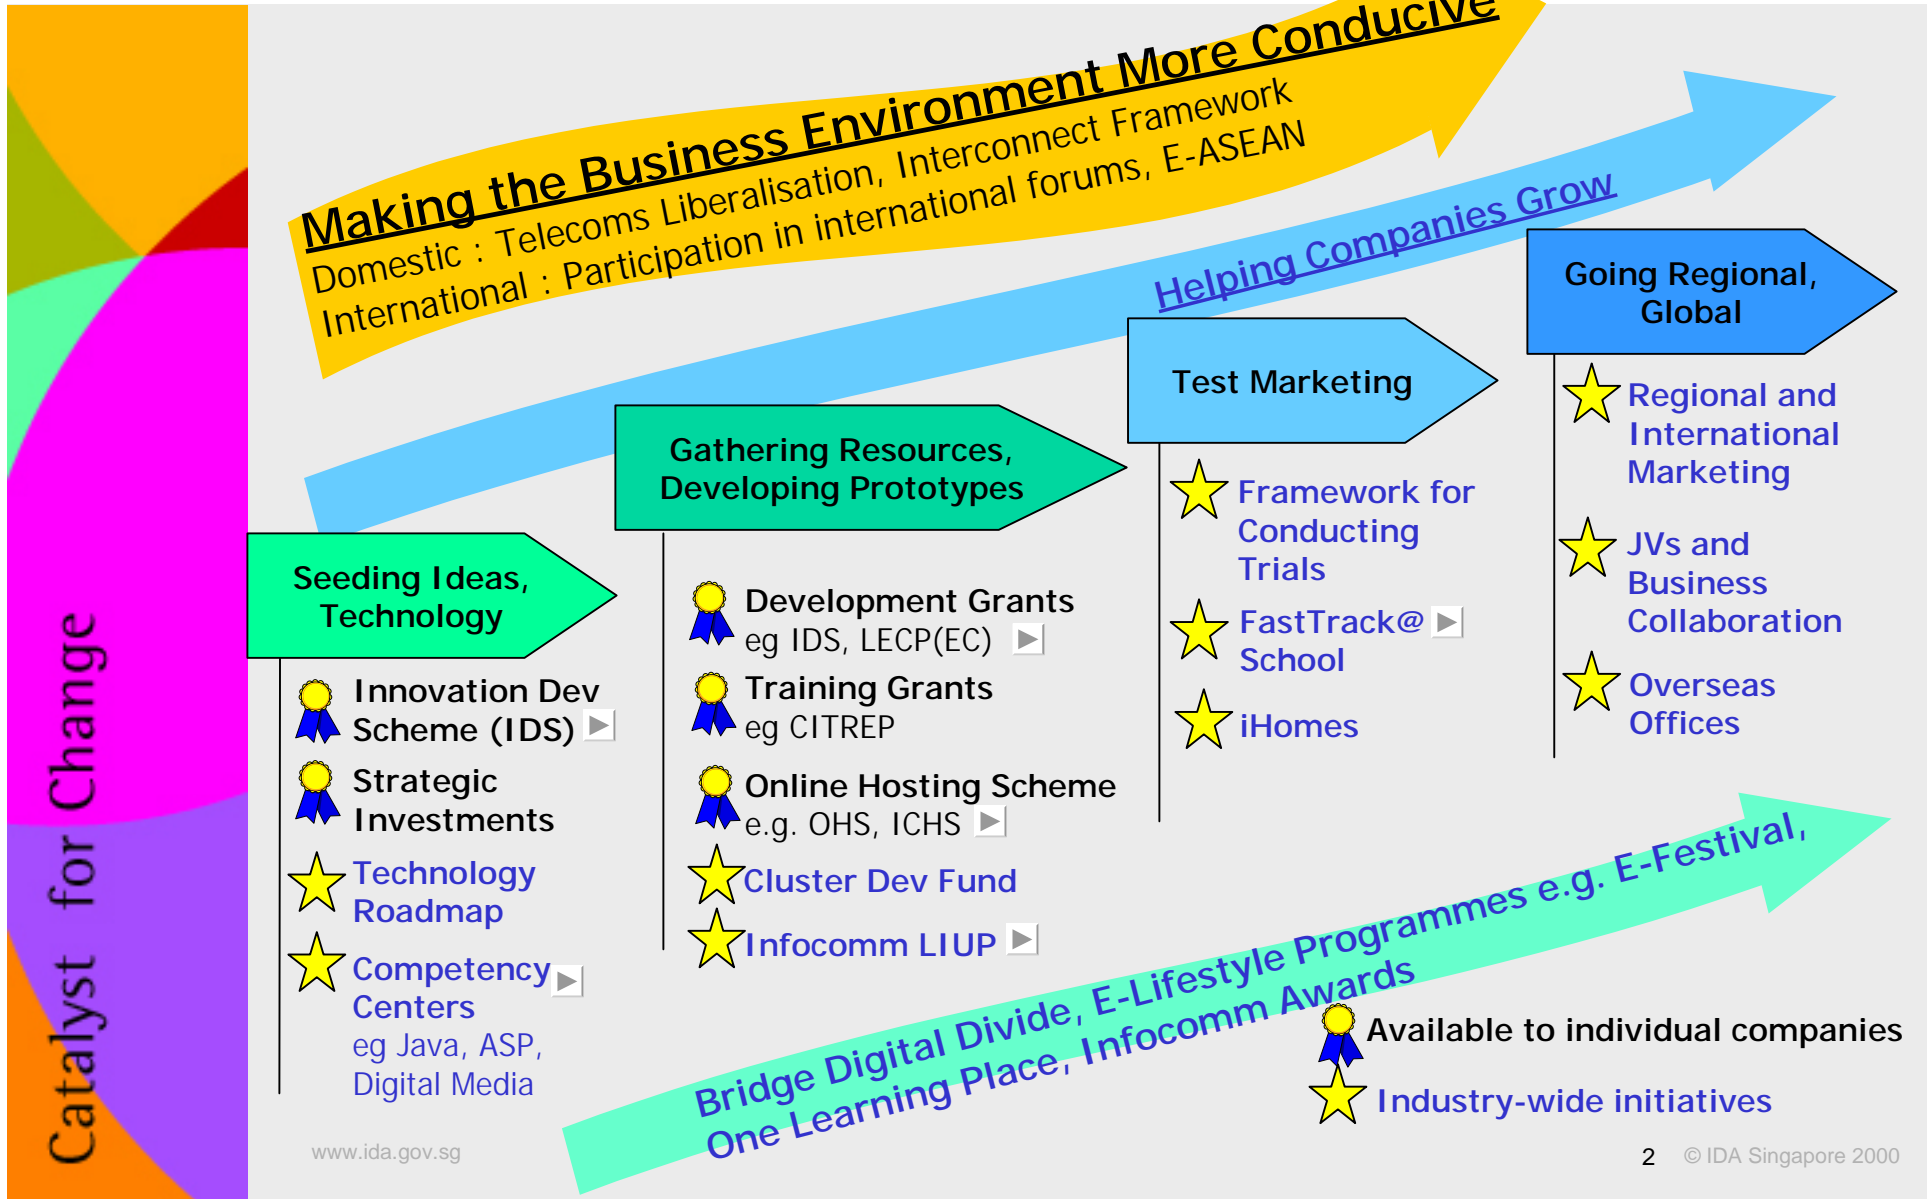 Catalyst for Change
Making the Business Environment More Conducive
Domestic : Telecoms Liberalisation, Interconnect Framework
International : Participation in international forums, E-ASEAN
Helping Companies Grow
Seeding Ideas,
Technology
Innovation Dev
Scheme (IDS)
Strategic
Investments
Technology
Roadmap
Competency
Centers
eg Java, ASP,
Digital Media
Gathering Resources,
Developing Prototypes
Development Grants
eg IDS, LECP(EC)
Training Grants
eg CITREP
Online Hosting Scheme
e.g. OHS, ICHS
Cluster Dev Fund
Infocomm LIUP
Test Marketing
Framework for
Conducting
Trials
FastTrack@
School
iHomes
Going Regional,
Global
Regional and
International
Marketing
JVs and
Business
Collaboration
Overseas
Offices
Bridge Digital Divide, E-Lifestyle Programmes e.g. E-Festival,
One Learning Place, Infocomm Awards
Available to individual companies
Industry-wide initiatives
www.ida.gov.sg
2
© IDA Singapore 2000